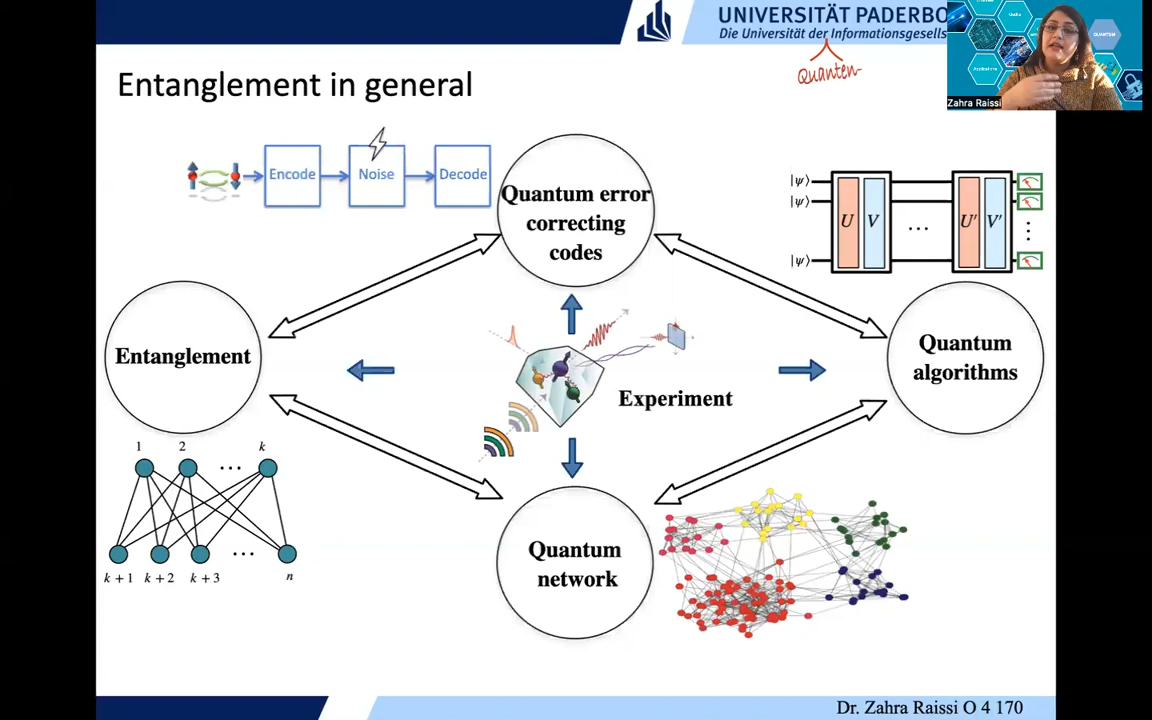 UNIVERSITÄT PADERBO
Die Universität der Informationsgesells
Quanten
Zahra Raissi
QUANTUM
Entanglement in general
Encode
Noise
Decode
Quantum error
correcting
codes
|ψ⟩
|ψ⟩
|ψ⟩
U V ... U' V'
Entanglement
Experiment
Quantum
algorithms
1 2 ... k
k + 1 k + 2 k + 3 ... n
Quantum
network
Dr. Zahra Raissi O 4 170